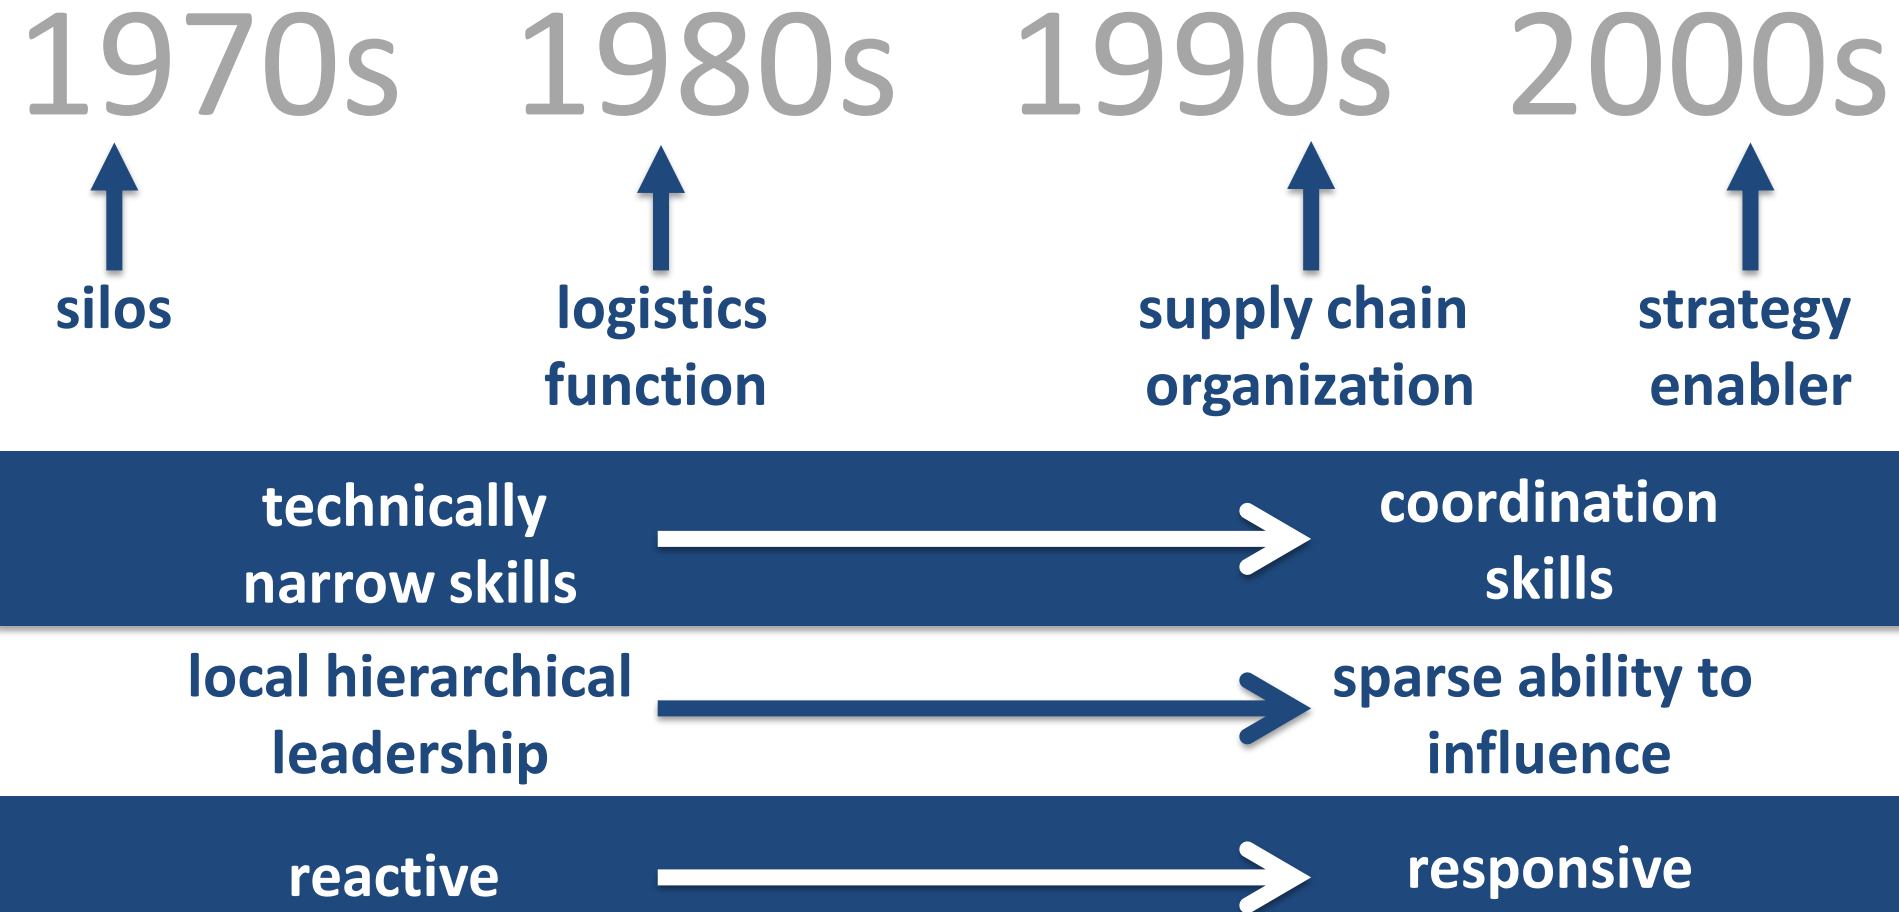 1970s 1980s 1990s 2000s
silos
logistics
function
supply chain
organization
strategy
enabler
technically
narrow skills
coordination
skills
local hierarchical
leadership
sparse ability to
influence
reactive
responsive